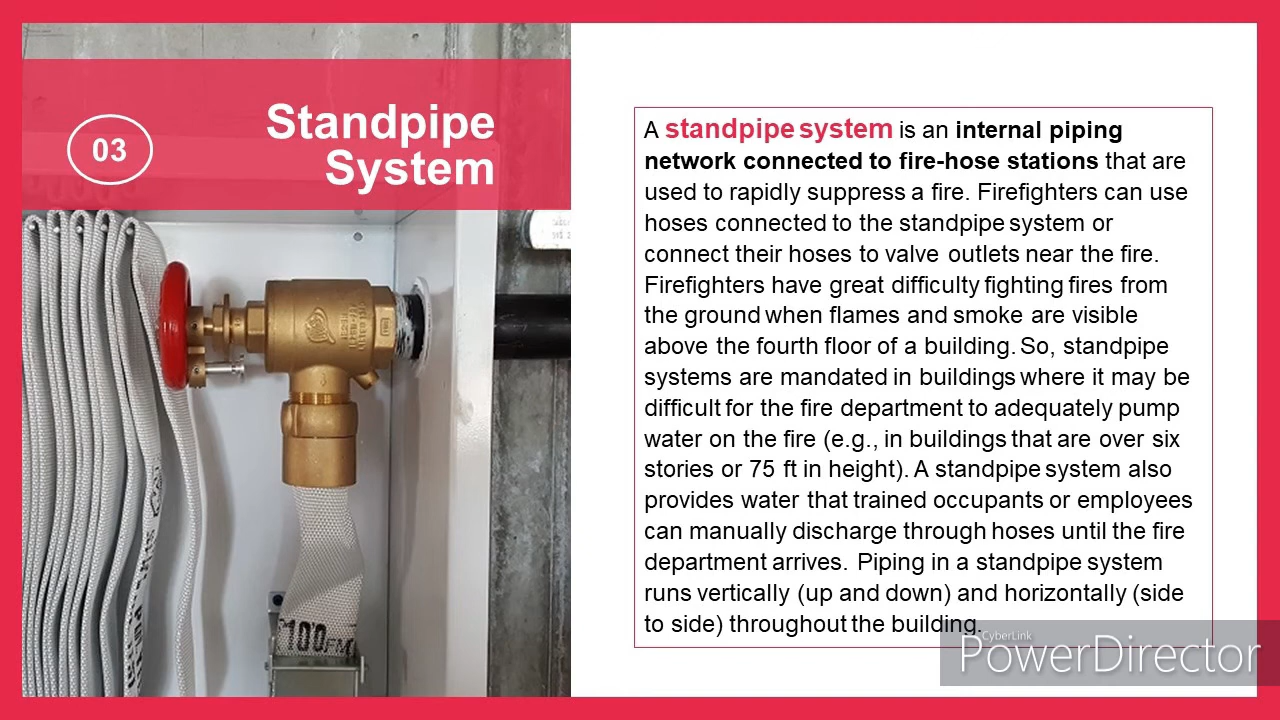 Standpipe
System
03
A standpipe system is an internal piping
network connected to fire-hose stations that are
used to rapidly suppress a fire. Firefighters can use
hoses connected to the standpipe system or
connect their hoses to valve outlets near the fire.
Firefighters have great difficulty fighting fires from
the ground when flames and smoke are visible
above the fourth floor of a building. So, standpipe
systems are mandated in buildings where it may be
difficult for the fire department to adequately pump
water on the fire (e.g., in buildings that are over six
stories or 75 ft in height). A standpipe system also
provides water that trained occupants or employees
can manually discharge through hoses until the fire
department arrives. Piping in a standpipe system
runs vertically (up and down) and horizontally (side
to side) throughout the building.
100
CyberLink
PowerDirector